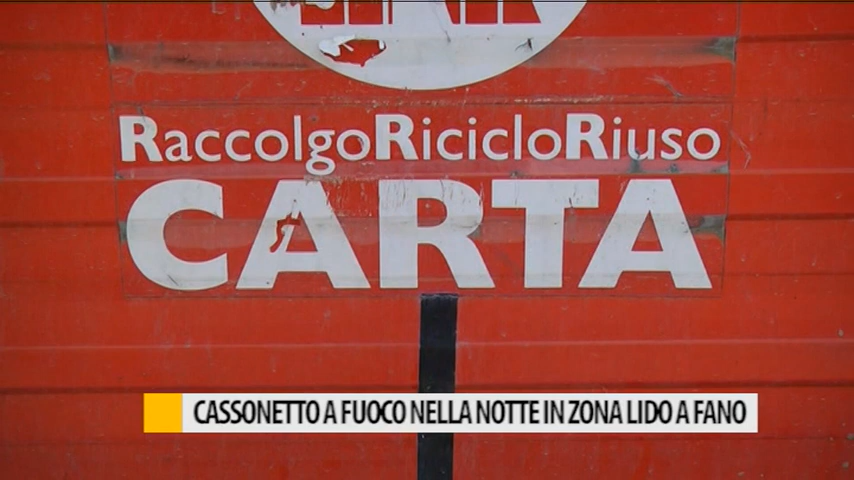 RaccolgoRicicloRiuso
CARTA
CASSONETTO A FUOCO NELLA NOTTE IN ZONA LIDO A FANO